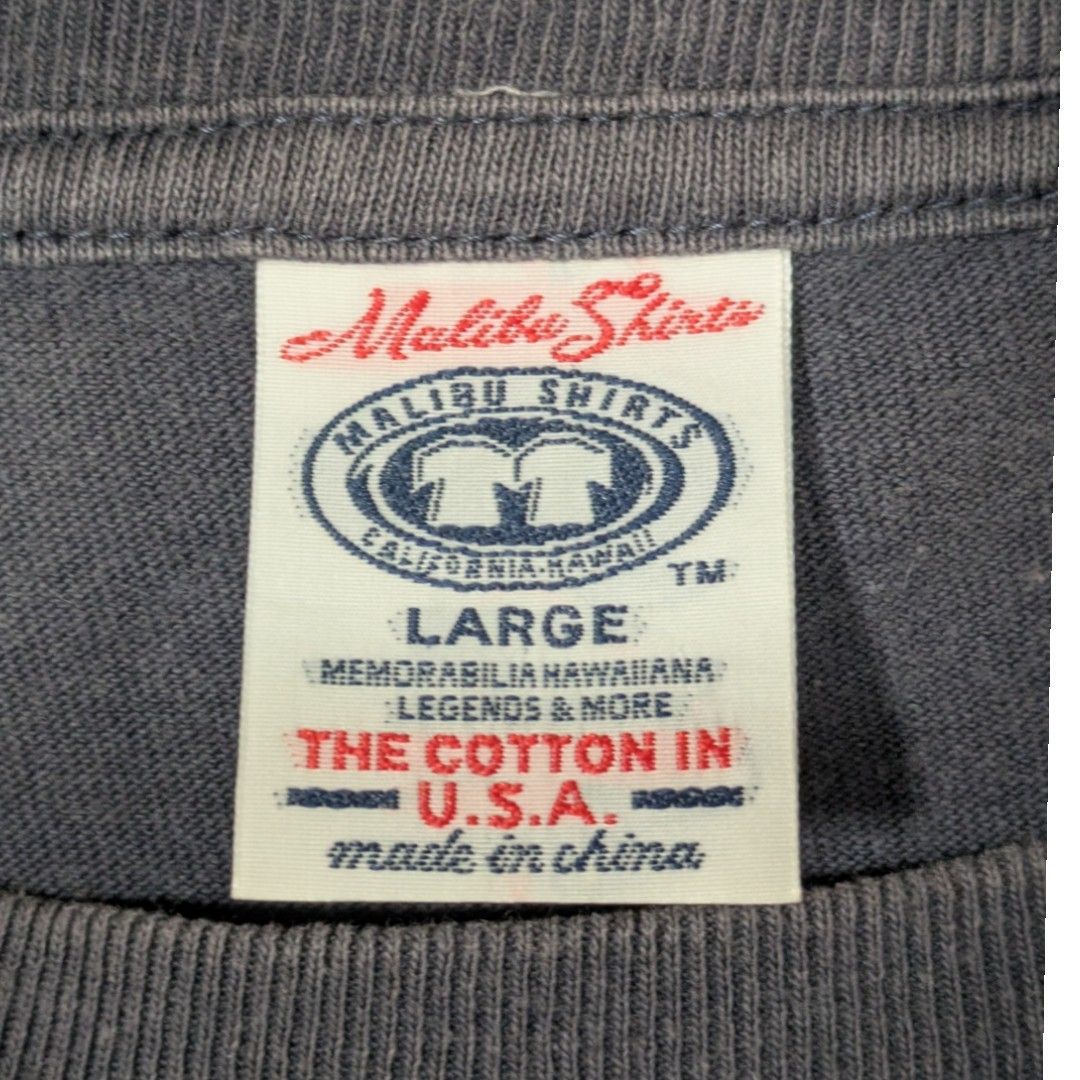 Malibu Shirts
MALIBU SHIRTS
CALIFORNIA.HAWAII
TM
LARGE
MEMORABILIA HAWAIIANA
LEGENDS & MORE
THE COTTON IN
U.S.A.
made in china